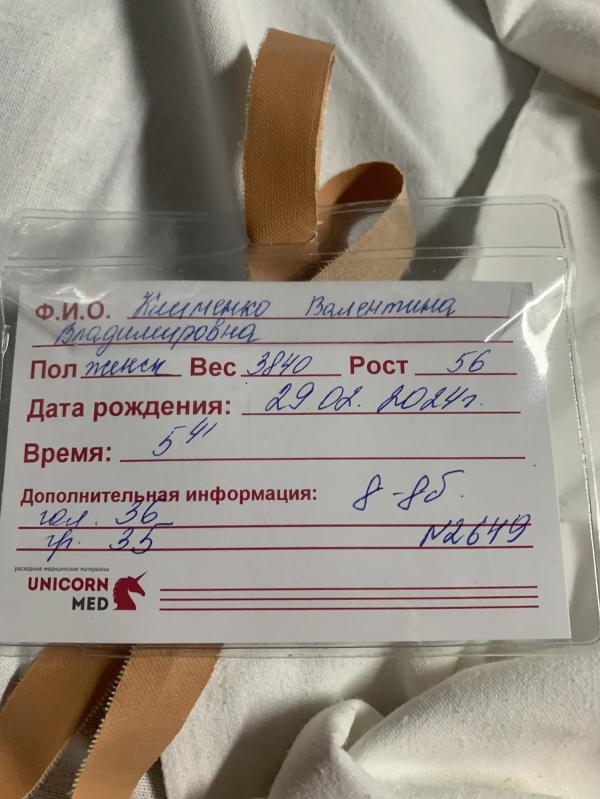 Ф.И.О. Клименко Валентина
Владимировна
Пол женск Вес 3840 Рост 56
Дата рождения: 29.02.2024г.
Время: 5 41
Дополнительная информация: 8-8б.
гол. 36
гр. 35 N2649
расходные медицинские материалы
UNICORN
MED